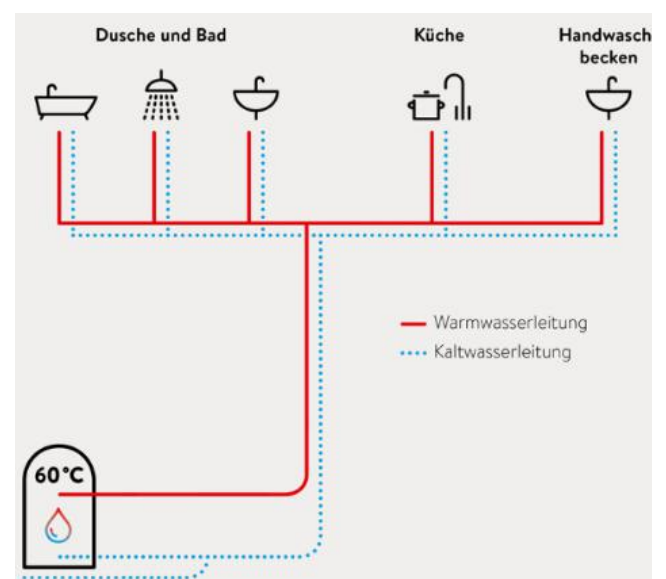 Dusche und Bad
Küche
Handwasch
becken
Warmwasserleitung
Kaltwasserleitung
60°C